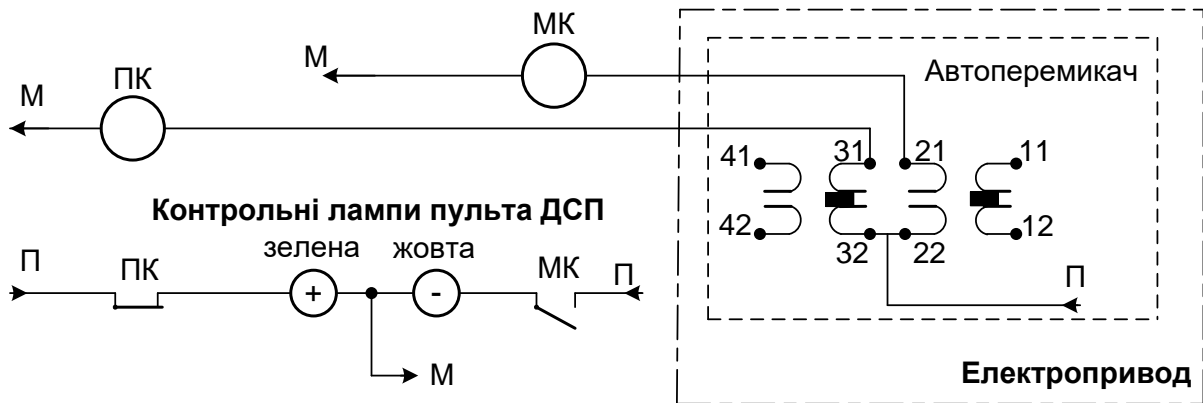 МК
М
ПК
М
Автоперемикач
41
31
21
11
42
32
22
12
Контрольні лампи пульта ДСП
зелена
жовта
П
ПК
+
-
МК
П
П
М
Електропривод